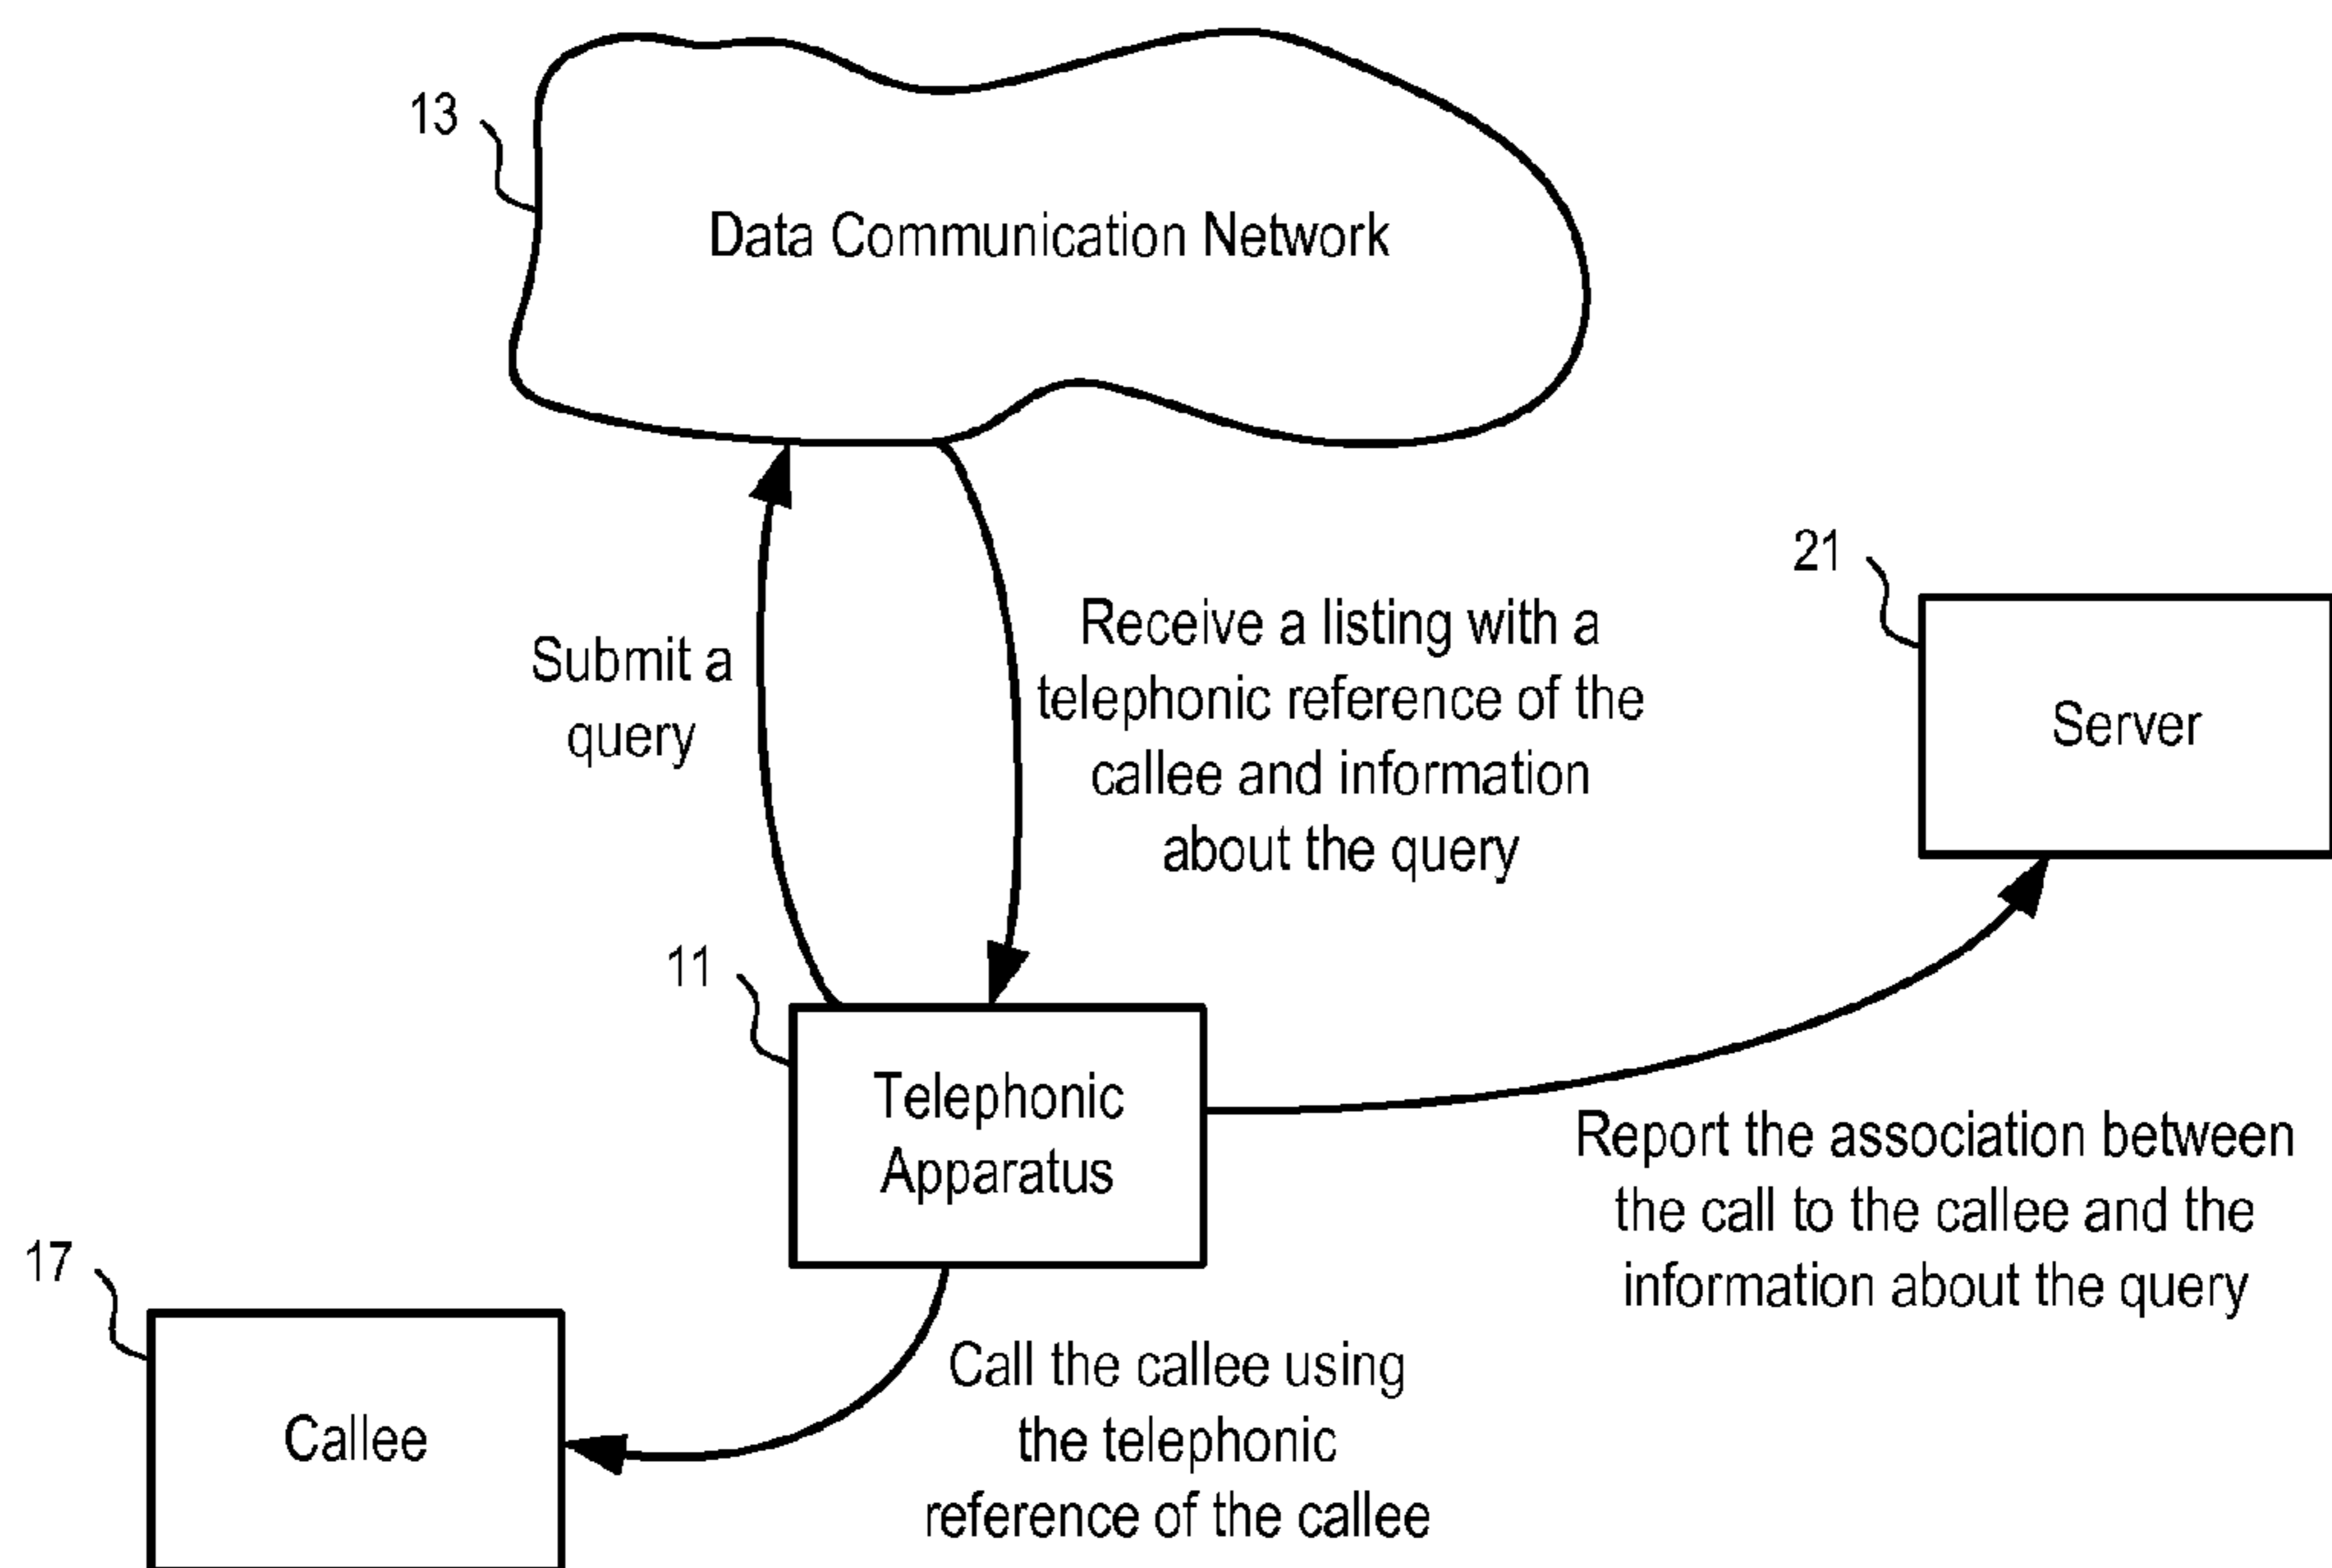 13
Data Communication Network
21
Server
Submit a
query
Receive a listing with a
telephonic reference of the
callee and information
about the query
11
Telephonic
Apparatus
Report the association between
the call to the callee and the
information about the query
17
Callee
Call the callee using
the telephonic
reference of the callee